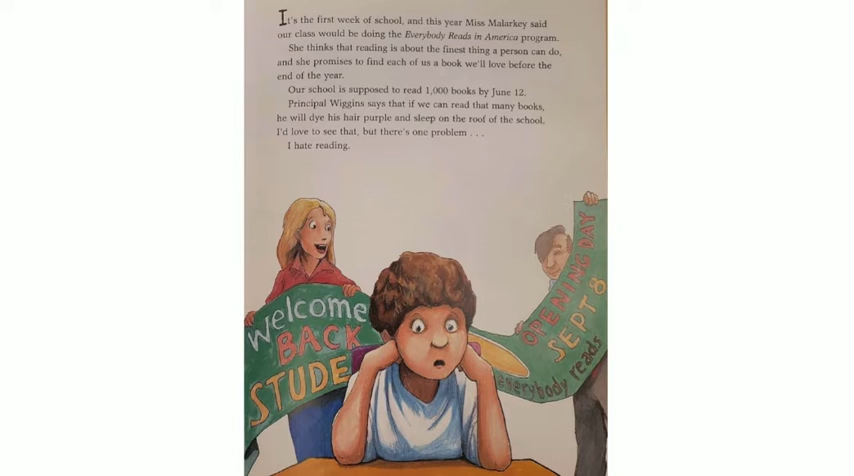 It's the first week of school, and this year Miss Malarkey said
our class would be doing the Everybody Reads in America program.
She thinks that reading is about the finest thing a person can do,
and she promises to find each of us a book we'll love before the
end of the year.
Our school is supposed to read 1,000 books by June 12.
Principal Wiggins says that if we can read that many books,
he will dye his hair purple and sleep on the roof of the school.
I'd love to see that, but there's one problem . . .
I hate reading.
Welcome
BACK
STUDE
OPENING DAY
SEPT 8
everybody reads